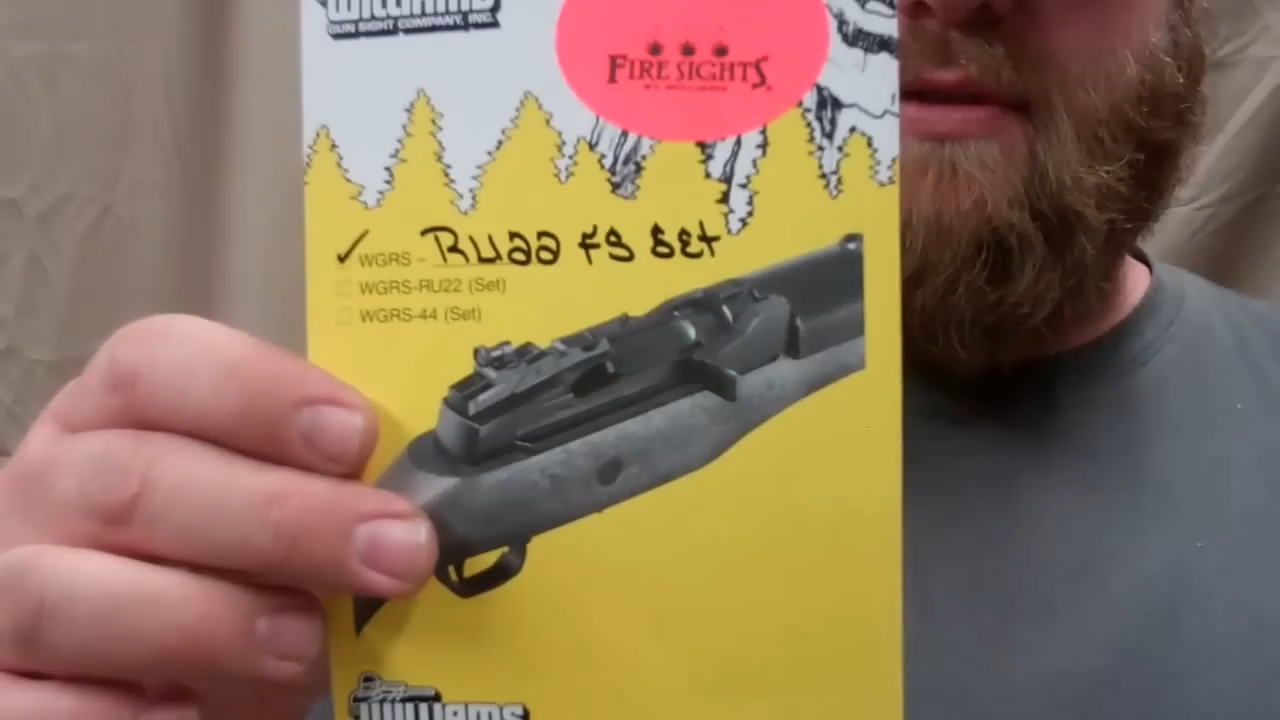 WILLIAMS
GUN SIGHT COMPANY, INC.
FIRE SIGHTS
✓ WGRS - RU22 FS Set
WGRS-RU22 (Set)
WGRS-44 (Set)
WILLIAMS